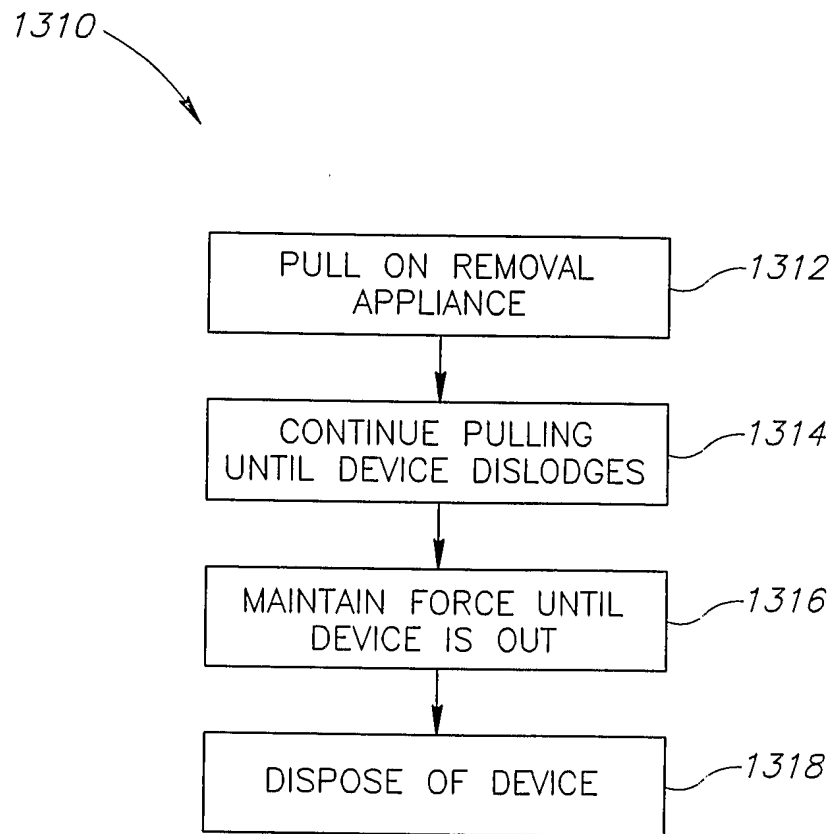 1310
PULL ON REMOVAL
APPLIANCE
1312
CONTINUE PULLING
UNTIL DEVICE DISLODGES
1314
MAINTAIN FORCE UNTIL
DEVICE IS OUT
1316
DISPOSE OF DEVICE
1318